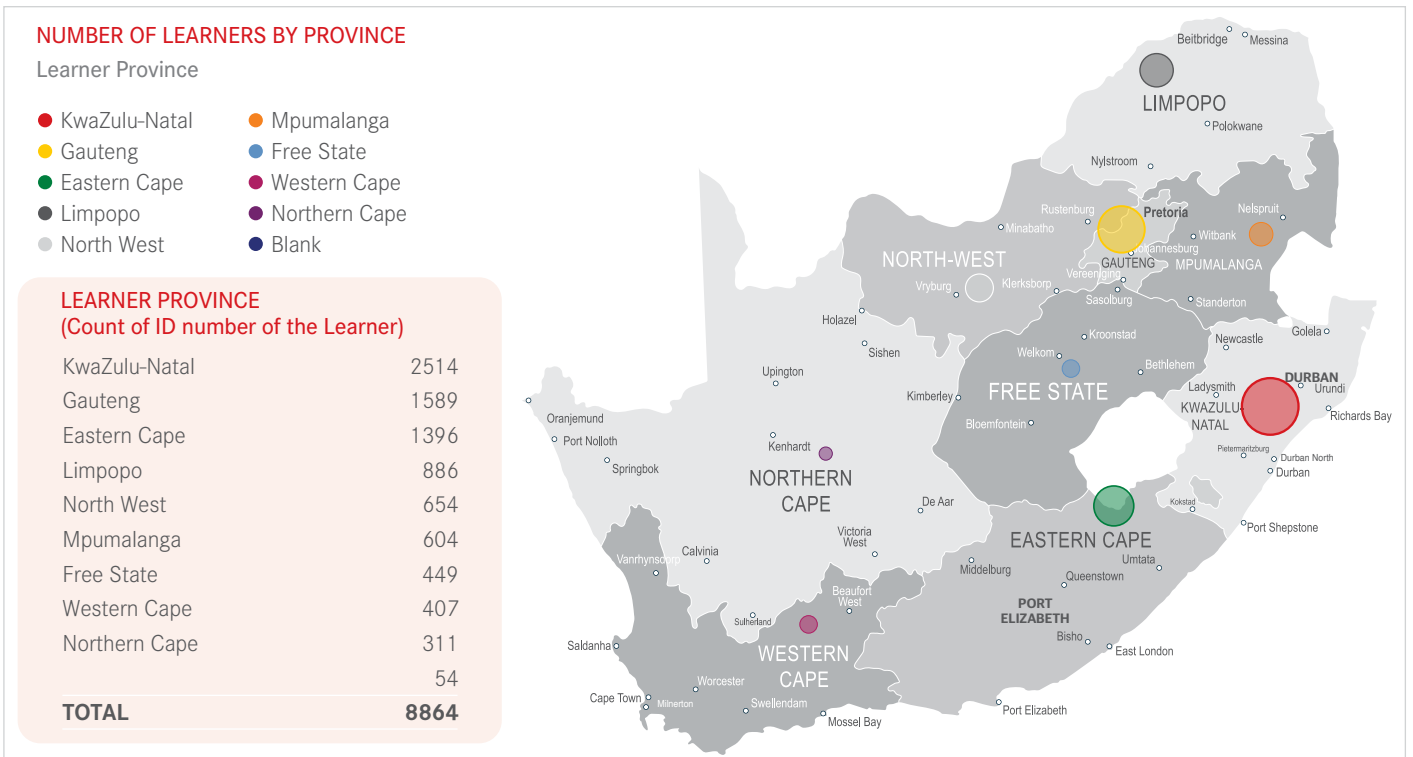 NUMBER OF LEARNERS BY PROVINCE
Learner Province
KwaZulu-Natal
Gauteng
Eastern Cape
Limpopo
North West
Mpumalanga
Free State
Western Cape
Northern Cape
Blank
LEARNER PROVINCE
(Count of ID number of the Learner)
KwaZulu-Natal 2514
Gauteng 1589
Eastern Cape 1396
Limpopo 886
North West 654
Mpumalanga 604
Free State 449
Western Cape 407
Northern Cape 311
54
TOTAL 8864
Beitbridge
Messina
LIMPOPO
Polokwane
Nylstroom
Rustenburg
Pretoria
Nelspruit
Minabatho
Witbank
Johannesburg
NORTH-WEST
GAUTENG
MPUMALANGA
Vereeniging
Vryburg
Klerksborp
Sasolburg
Standerton
Holazel
Sishen
Kroonstad
Newcastle
Golela
Welkom
Bethlehem
Upington
Kimberley
FREE STATE
DURBAN
Ladysmith
Urundi
KWAZULU-
NATAL
Richards Bay
Oranjemund
Port Nolloth
Kenhardt
Bloemfontein
Pietermaritzburg
Durban North
Durban
Springbok
NORTHERN
CAPE
De Aar
Kokstad
Port Shepstone
Victoria
West
EASTERN CAPE
Calvinia
Vanrhynsdorp
Middelburg
Umtata
Queenstown
Beaufort
West
PORT
ELIZABETH
Sulherland
Bisho
East London
Saldanha
WESTERN
CAPE
Worcester
Cape Town
Milnerton
Swellendam
Mossel Bay
Port Elizabeth